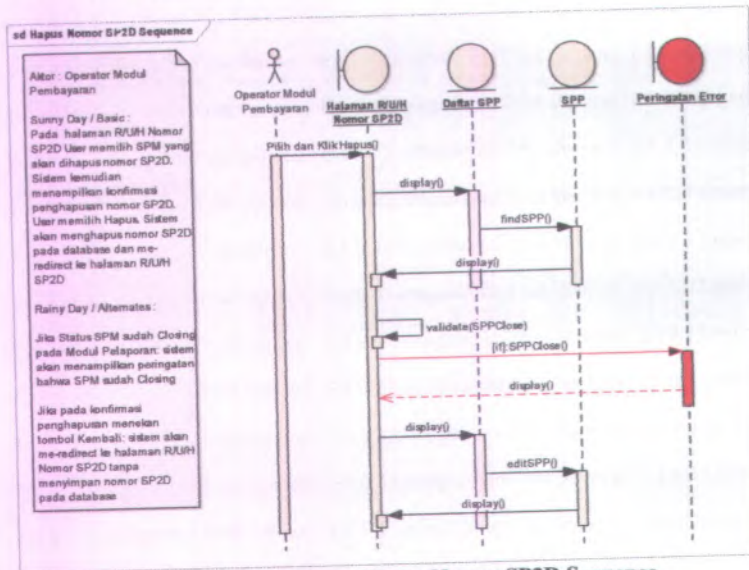 sd Hapus Nomor SP2D Sequence
Aktor : Operator Modul
Pembayaran
Sunny Day / Basic :
Pada halaman R/U/H Nomor
SP2D User memilih SPM yang
akan dihapus nomor SP2D.
Sistem kemudian
menampilkan konfirmasi
penghapusan nomor SP2D.
User memilih Hapus. Sistem
akan menghapus nomor SP2D
pada database dan me-
redirect ke halaman R/U/H
SP2D
Rainy Day / Alternates :
Jika Status SPM sudah Closing
pada Modul Pelaporan: sistem
akan menampilkan peringatan
bahwa SPM sudah Closing
Jika pada konfirmasi
penghapusan menekan
tombol Kembali: sistem akan
me-redirect ke halaman R/U/H
Nomor SP2D tanpa
menyimpan nomor SP2D
pada database
Operator Modul
Pembayaran
Halaman R/U/H
Nomor SP2D
Daftar SPP
SPP
Peringatan Error
Pilih dan Klik Hapus()
display()
findSPP()
display()
validate(SPPClose)
[if]:SPPClose()
display()
display()
editSPP()
display()
SP2D